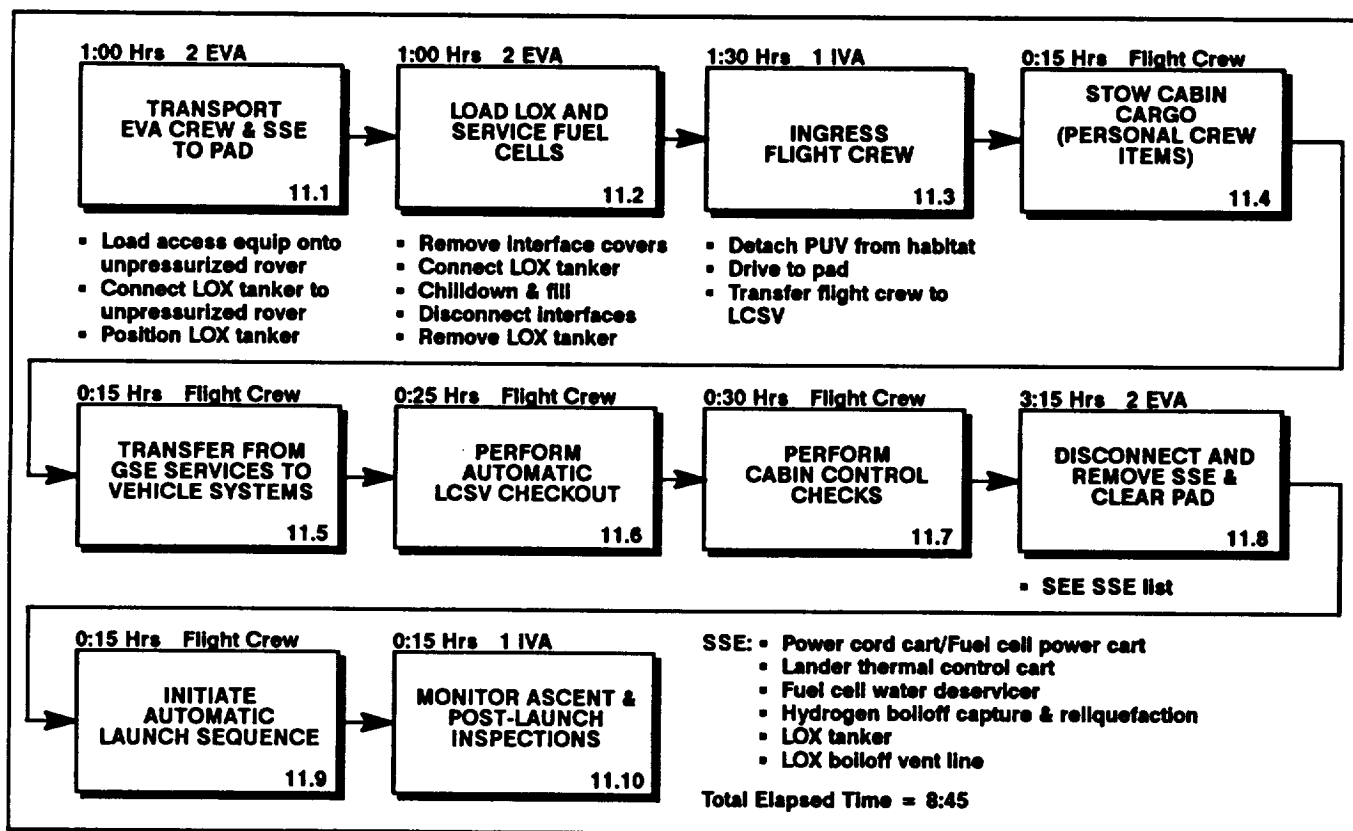 1:00 Hrs 2 EVA
TRANSPORT
EVA CREW & SSE
TO PAD
11.1
▪ Load access equip onto
unpressurized rover
▪ Connect LOX tanker to
unpressurized rover
▪ Position LOX tanker
1:00 Hrs 2 EVA
LOAD LOX AND
SERVICE FUEL
CELLS
11.2
▪ Remove interface covers
▪ Connect LOX tanker
▪ Chilldown & fill
▪ Disconnect interfaces
▪ Remove LOX tanker
1:30 Hrs 1 IVA
INGRESS
FLIGHT CREW
11.3
▪ Detach PUV from habitat
▪ Drive to pad
▪ Transfer flight crew to
LCSV
0:15 Hrs Flight Crew
STOW CABIN
CARGO
(PERSONAL CREW
ITEMS)
11.4
0:15 Hrs Flight Crew
TRANSFER FROM
GSE SERVICES TO
VEHICLE SYSTEMS
11.5
0:25 Hrs Flight Crew
PERFORM
AUTOMATIC
LCSV CHECKOUT
11.6
0:30 Hrs Flight Crew
PERFORM
CABIN CONTROL
CHECKS
11.7
3:15 Hrs 2 EVA
DISCONNECT AND
REMOVE SSE &
CLEAR PAD
11.8
▪ SEE SSE list
0:15 Hrs Flight Crew
INITIATE
AUTOMATIC
LAUNCH SEQUENCE
11.9
0:15 Hrs 1 IVA
MONITOR ASCENT &
POST-LAUNCH
INSPECTIONS
11.10
SSE: ▪ Power cord cart/Fuel cell power cart
▪ Lander thermal control cart
▪ Fuel cell water deservicer
▪ Hydrogen boiloff capture & reliquefaction
▪ LOX tanker
▪ LOX boiloff vent line
Total Elapsed Time = 8:45